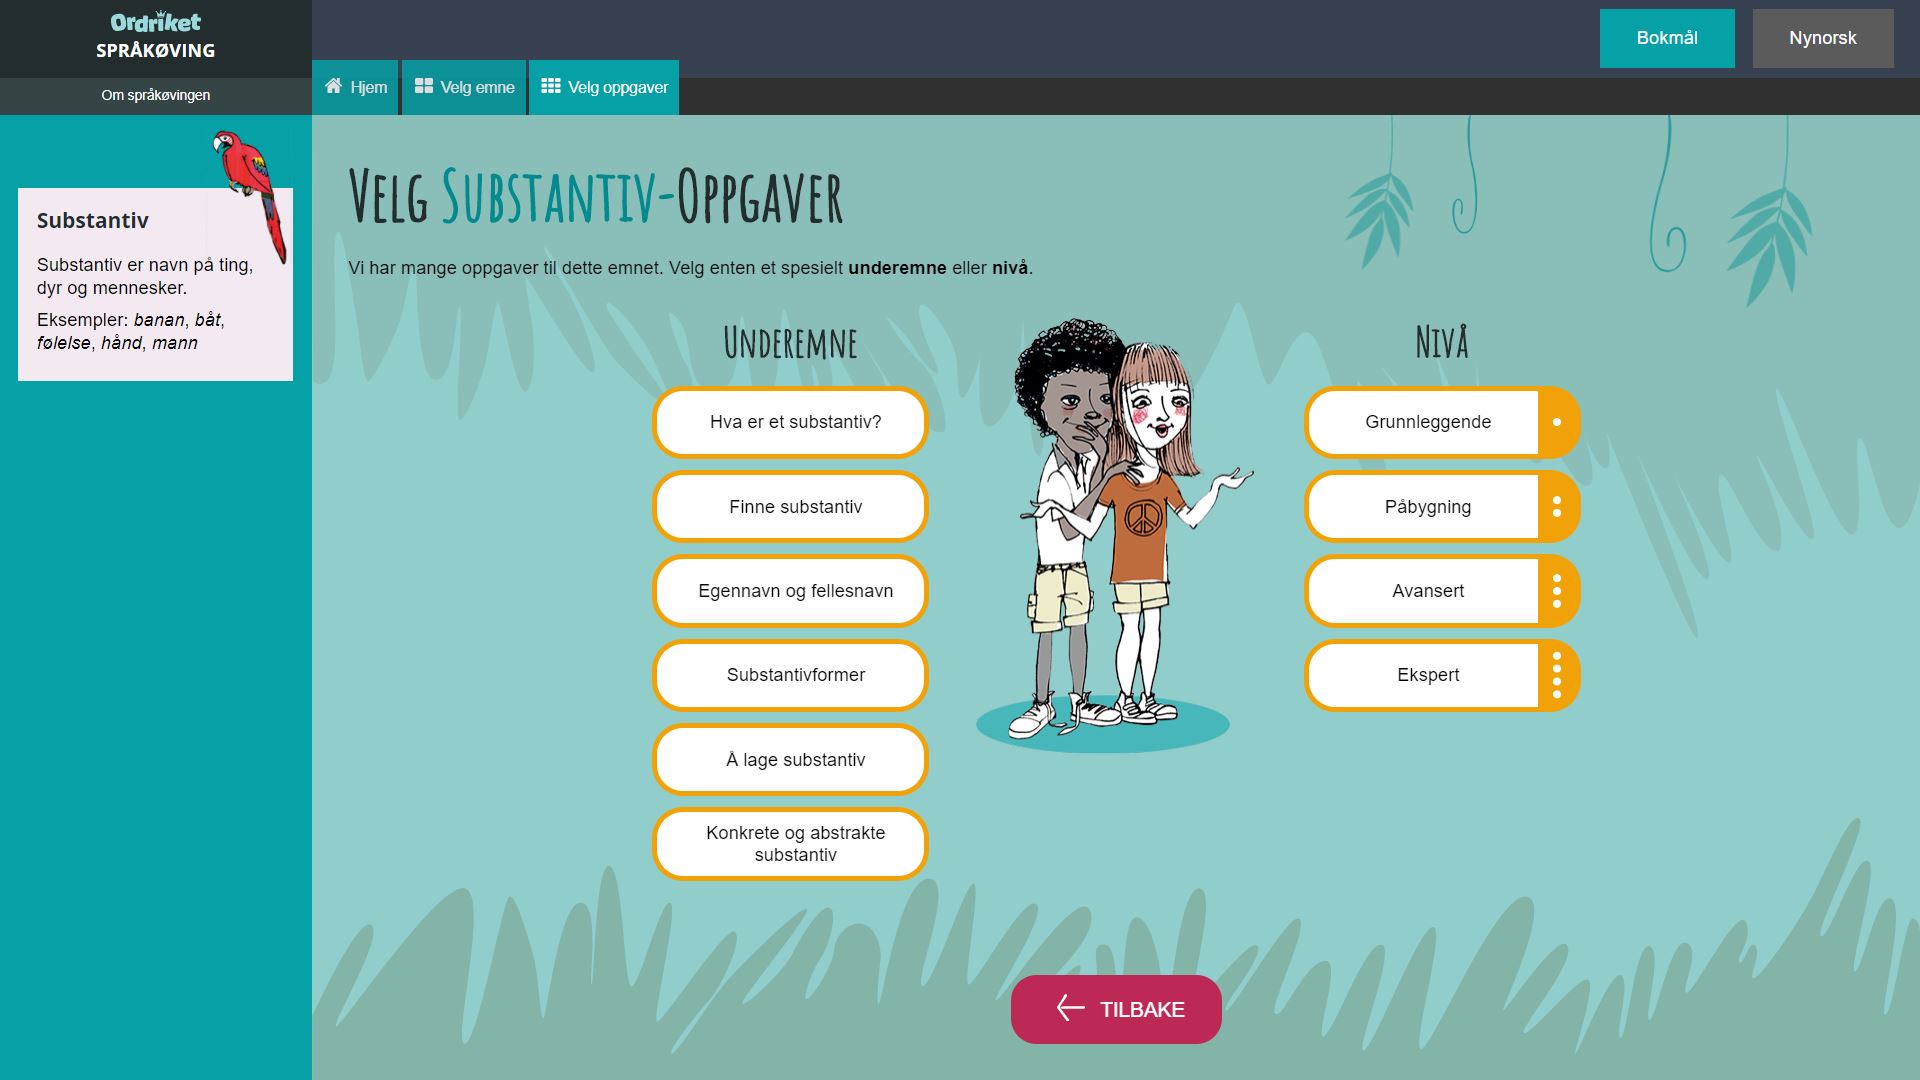 Ordriket
SPRÅKØVING
Bokmål
Nynorsk
Om språkøvingen
Hjem
Velg emne
Velg oppgaver
Substantiv
Substantiv er navn på ting,
dyr og mennesker.
Eksempler: banan, båt,
følelse, hånd, mann
Velg Substantiv-Oppgaver
Vi har mange oppgaver til dette emnet. Velg enten et spesielt underemne eller nivå.
Underemne
Hva er et substantiv?
Finne substantiv
Egennavn og fellesnavn
Substantivformer
Å lage substantiv
Konkrete og abstrakte
substantiv
Nivå
Grunnleggende
Påbygning
Avansert
Ekspert
TILBAKE